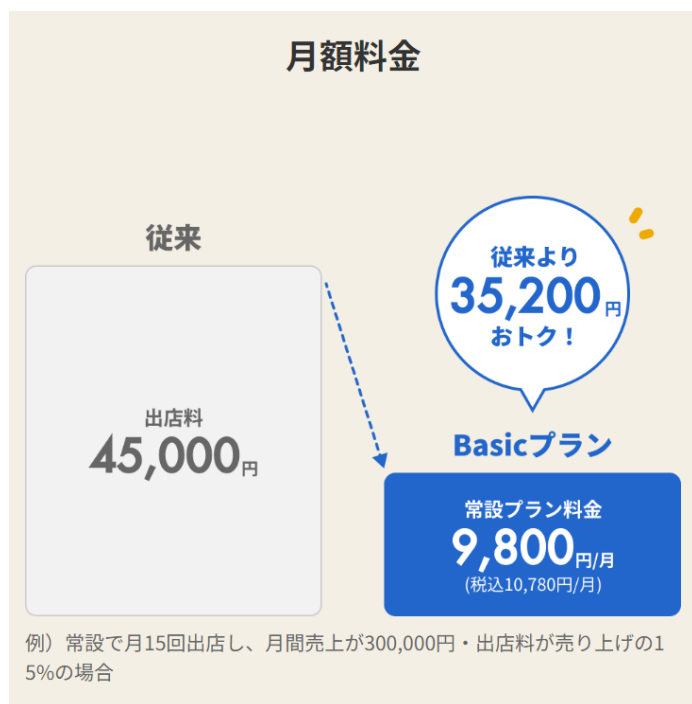 月額料金
従来
出店料
45,000円
従来より
35,200円
おトク！
Basicプラン
常設プラン料金
9,800円/月
(税込10,780円/月)
例）常設で月15回出店し、月間売上が300,000円・出店料が売り上げの1
5%の場合